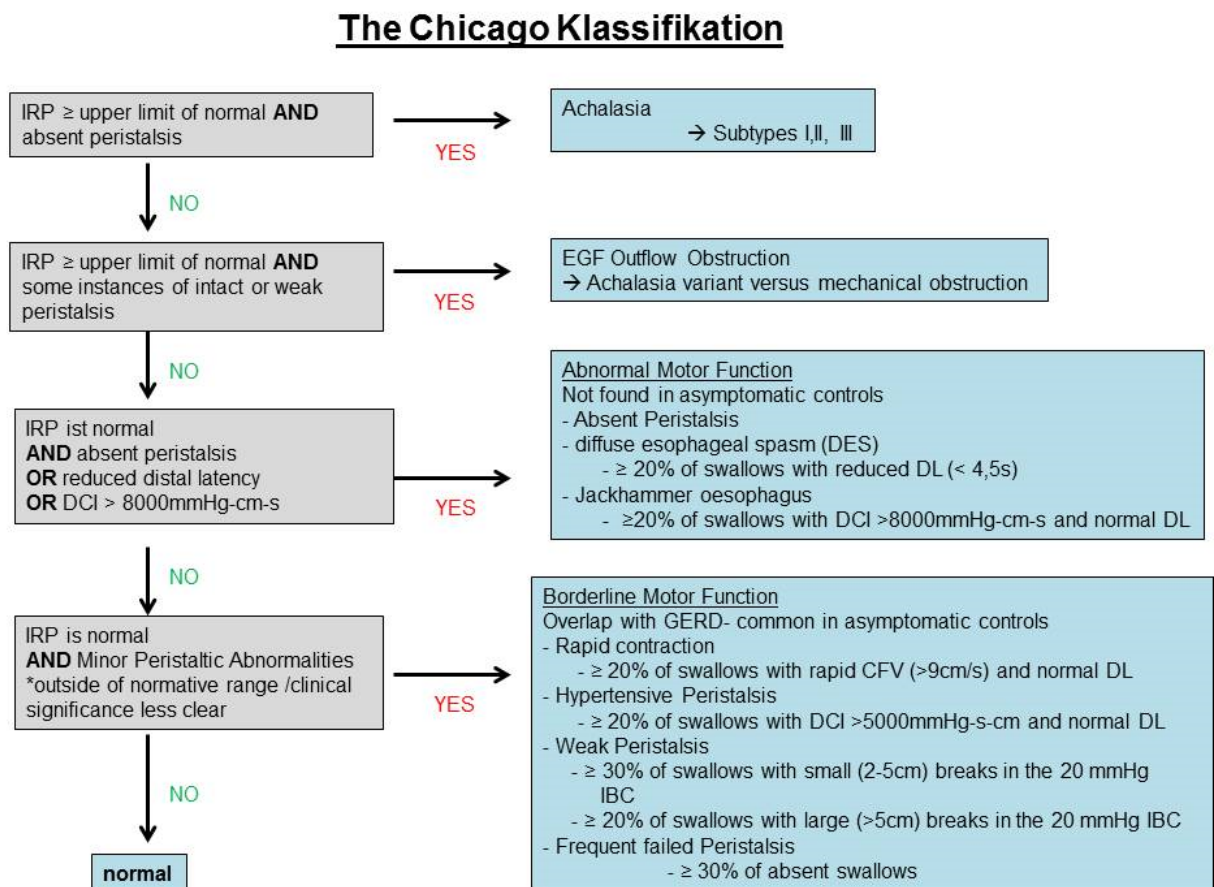 The Chicago Klassifikation
IRP ≥ upper limit of normal AND
absent peristalsis
YES
Achalasia
→ Subtypes I,II, III
NO
IRP ≥ upper limit of normal AND
some instances of intact or weak
peristalsis
YES
EGF Outflow Obstruction
→ Achalasia variant versus mechanical obstruction
NO
IRP ist normal
AND absent peristalsis
OR reduced distal latency
OR DCI > 8000mmHg-cm-s
YES
Abnormal Motor Function
Not found in asymptomatic controls
- Absent Peristalsis
- diffuse esophageal spasm (DES)
- ≥ 20% of swallows with reduced DL (< 4,5s)
- Jackhammer oesophagus
- ≥20% of swallows with DCI >8000mmHg-cm-s and normal DL
NO
IRP is normal
AND Minor Peristaltic Abnormalities
*outside of normative range /clinical
significance less clear
YES
Borderline Motor Function
Overlap with GERD- common in asymptomatic controls
- Rapid contraction
- ≥ 20% of swallows with rapid CFV (>9cm/s) and normal DL
- Hypertensive Peristalsis
- ≥ 20% of swallows with DCI >5000mmHg-s-cm and normal DL
- Weak Peristalsis
- ≥ 30% of swallows with small (2-5cm) breaks in the 20 mmHg
IBC
- ≥ 20% of swallows with large (>5cm) breaks in the 20 mmHg IBC
- Frequent failed Peristalsis
- ≥ 30% of absent swallows
NO
normal